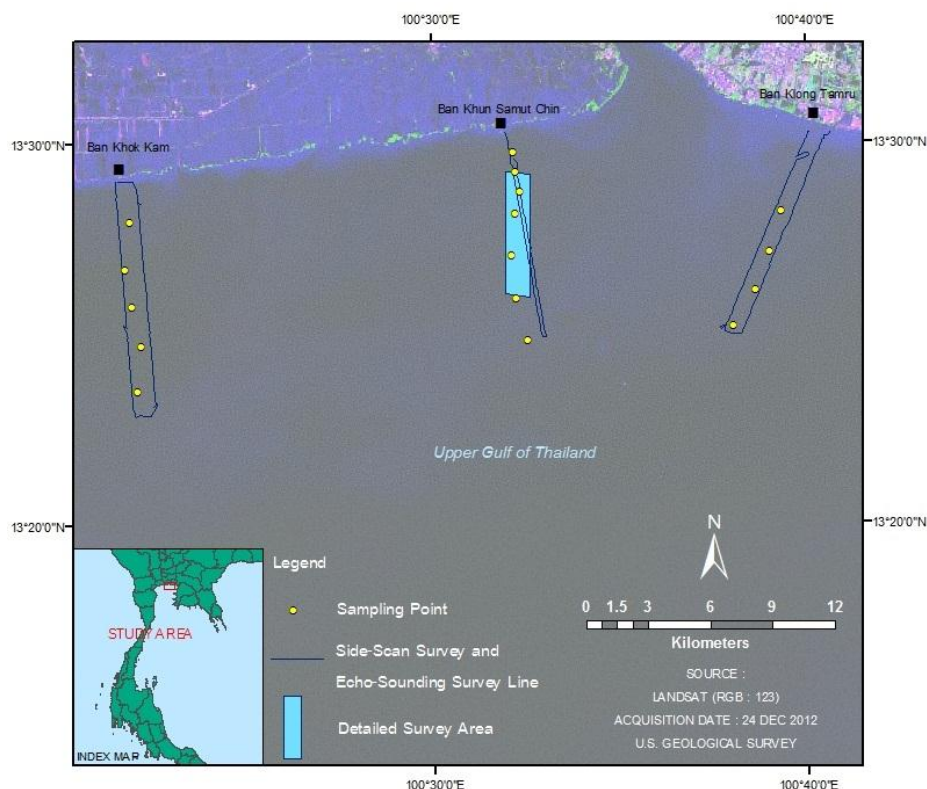 100°30'0"E 100°40'0"E
Ban Klong Tamru
Ban Khun Samut Chin
13°30'0"N 13°30'0"N
Ban Khok Kam
Upper Gulf of Thailand
13°20'0"N 13°20'0"N
N
Legend
Sampling Point
Side-Scan Survey and
Echo-Sounding Survey Line
Detailed Survey Area
STUDY AREA
INDEX MAP
0 1.5 3 6 9 12
Kilometers
SOURCE :
LANDSAT (RGB : 123)
ACQUISITION DATE : 24 DEC 2012
U.S. GEOLOGICAL SURVEY
100°30'0"E 100°40'0"E